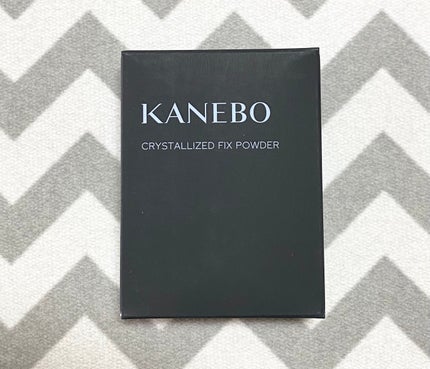 KANEBO
CRYSTALLIZED FIX POWDER